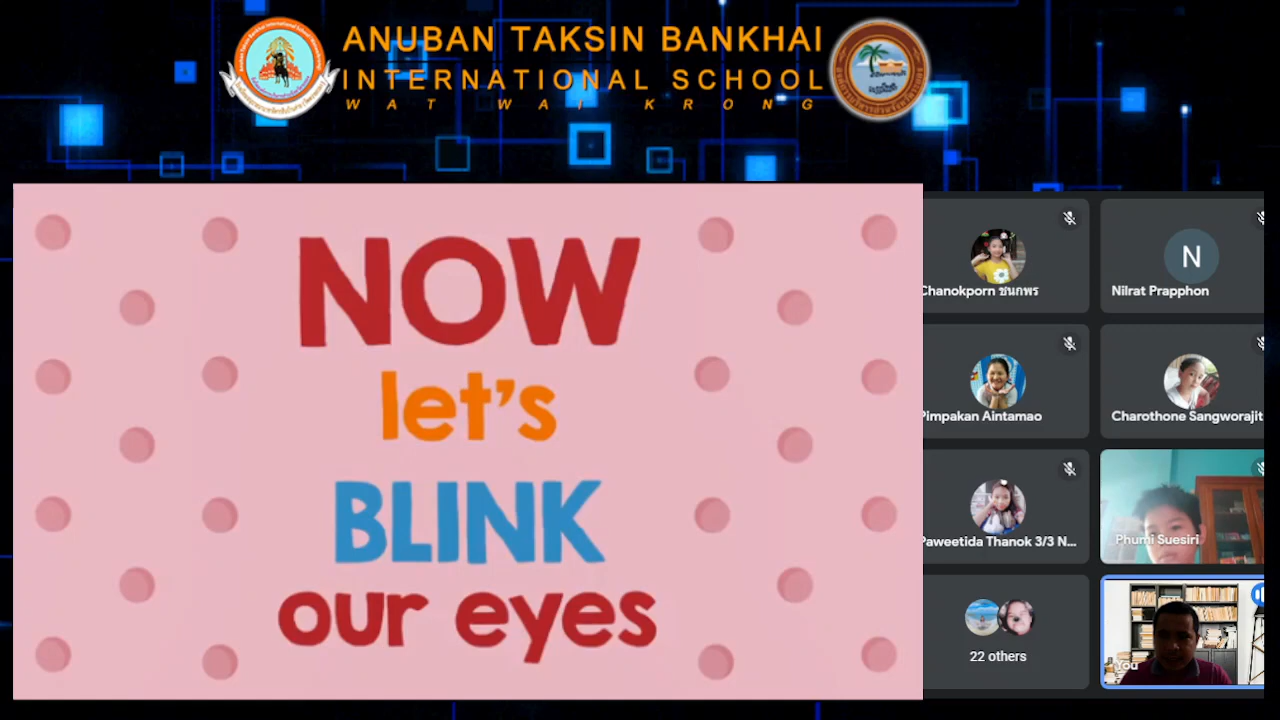 ANUBAN TAKSIN BANKHAI
INTERNATIONAL SCHOOL
WAT WAI KRONG
NOW
let's
BLINK
our eyes
Chanokporn ชนกพร
Nilrat Prapphon
N
Pimpakan Aintamao
Charothone Sangworajit
Paweetida Thanok 3/3 N...
Phumi Suesiri
22 others
You